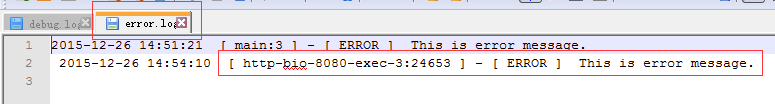 debug.log error.log
1 2015-12-26 14:51:21 [ main:3 ] - [ ERROR ] This is error message.
2 2015-12-26 14:54:10 [ http-bio-8080-exec-3:24653 ] - [ ERROR ] This is error message.
3